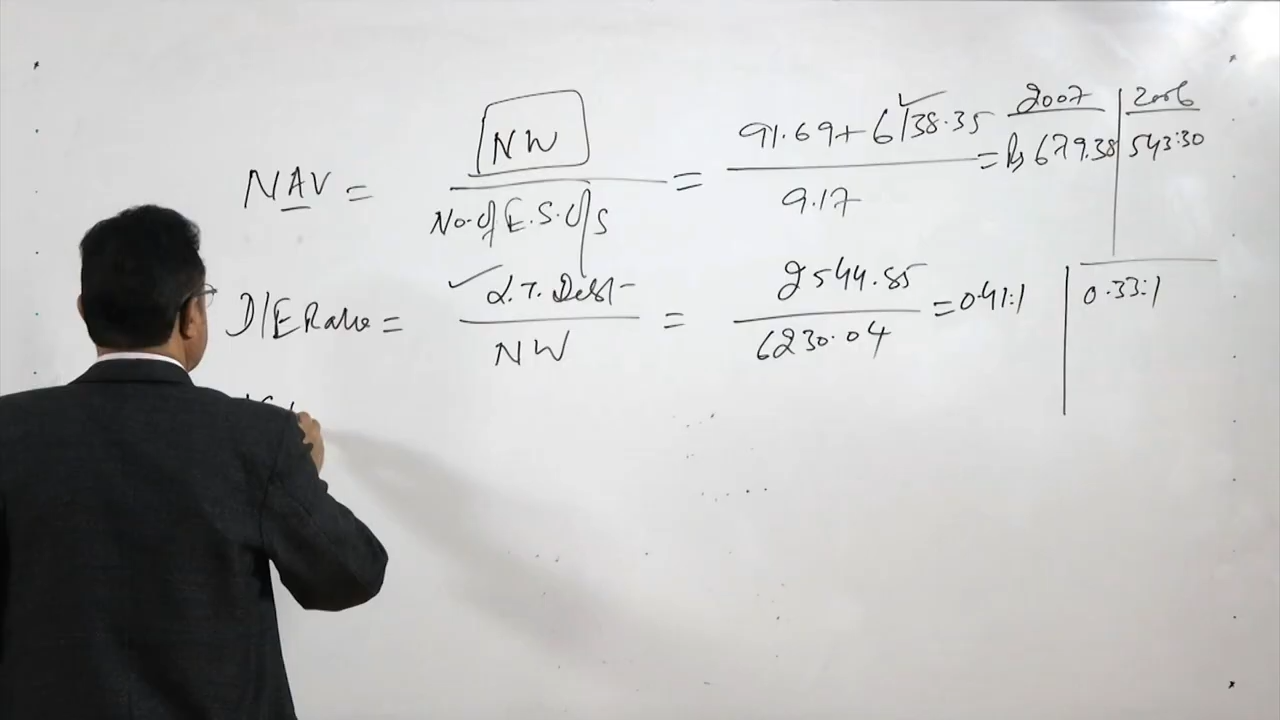 2007 | 2006
NAV = NW / No. of E. S. o/s = 91.69 + 6138.35 / 9.17 = Rs 679.38 | 543.30
D/E Ratio = L.T. Debt / NW = 2544.85 / 6230.04 = 0.41:1 | 0.33:1